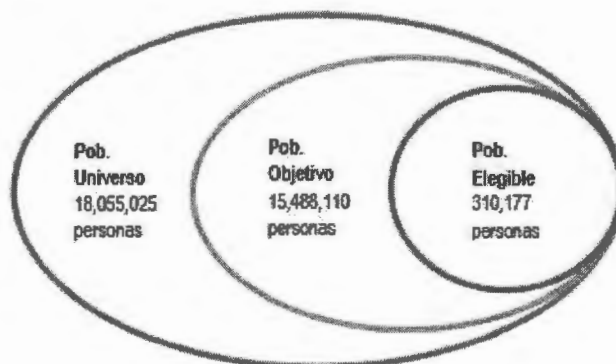 Pob.
Universo
18,055,025
personas
Pob.
Objetivo
15,488,110
personas
Pob.
Elegible
310,177
personas